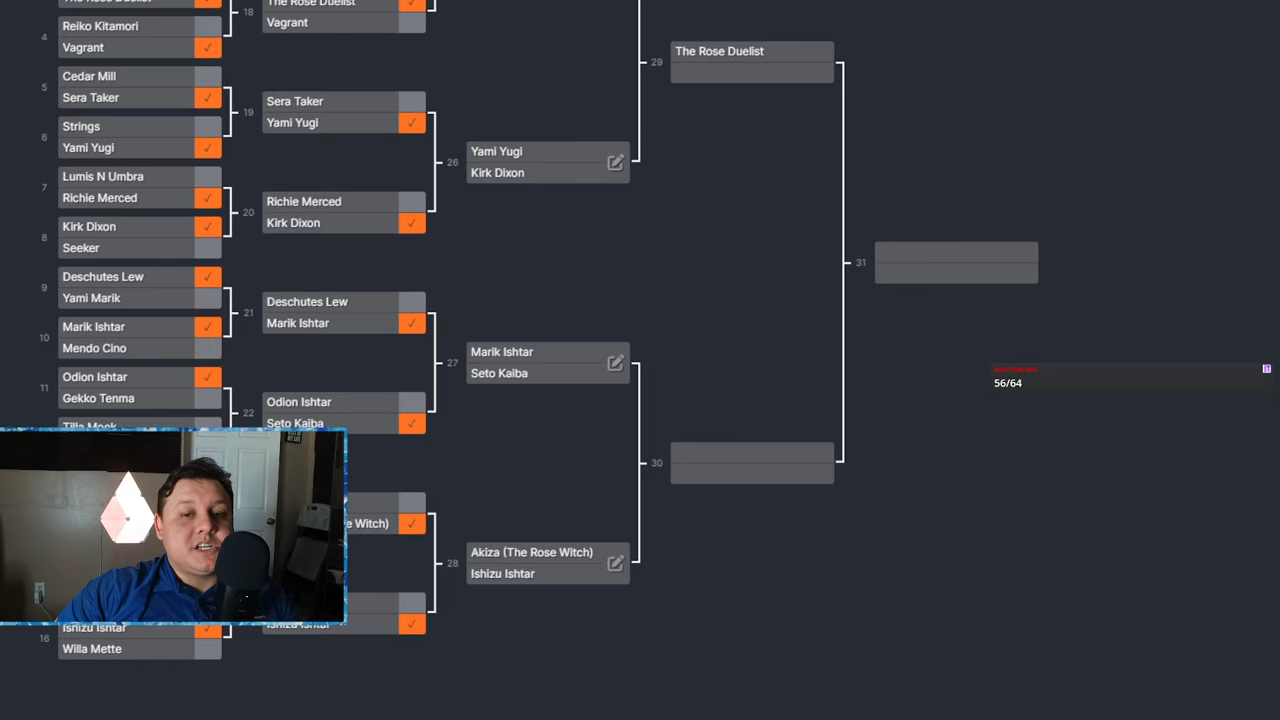 4
Reiko Kitamori
Vagrant
5
Cedar Mill
Sera Taker
6
Strings
Yami Yugi
7
Lumis N Umbra
Richie Merced
8
Kirk Dixon
Seeker
9
Deschutes Lew
Yami Marik
10
Marik Ishtar
Mendo Cino
11
Odion Ishtar
Gekko Tenma
16
Willa Mette
18
The Rose Duelist
Vagrant
19
Sera Taker
Yami Yugi
20
Richie Merced
Kirk Dixon
21
Deschutes Lew
Marik Ishtar
22
Odion Ishtar
Seto Kaiba
e Witch)
26
Yami Yugi
Kirk Dixon
27
Marik Ishtar
Seto Kaiba
28
Akiza (The Rose Witch)
Ishizu Ishtar
29
The Rose Duelist
30
31
56/64